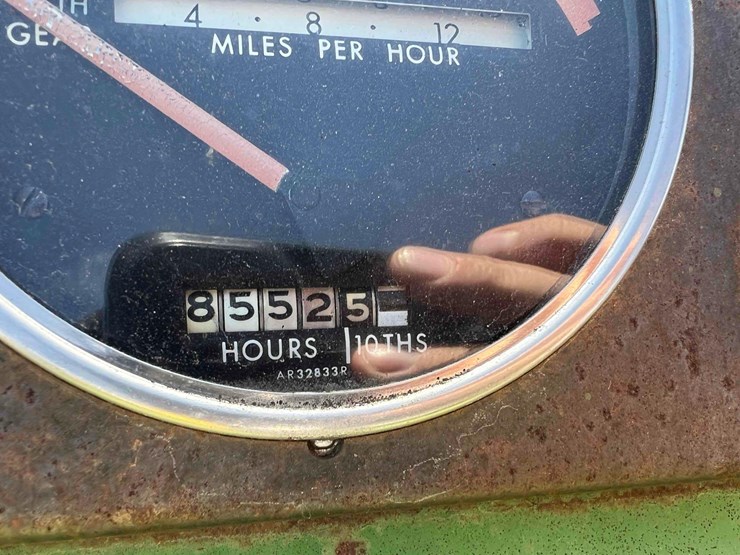 4 · 8 · 12
MILES PER HOUR
85525
HOURS 10THS
AR32833R